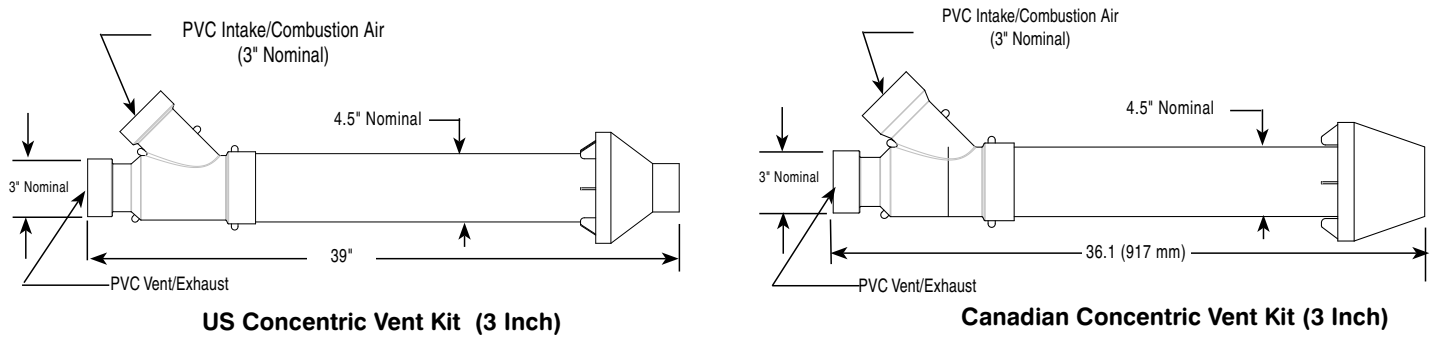 PVC Intake/Combustion Air
(3" Nominal)
4.5" Nominal
3" Nominal
39"
PVC Vent/Exhaust
US Concentric Vent Kit (3 Inch)
PVC Intake/Combustion Air
(3" Nominal)
4.5" Nominal
3" Nominal
36.1 (917 mm)
PVC Vent/Exhaust
Canadian Concentric Vent Kit (3 Inch)